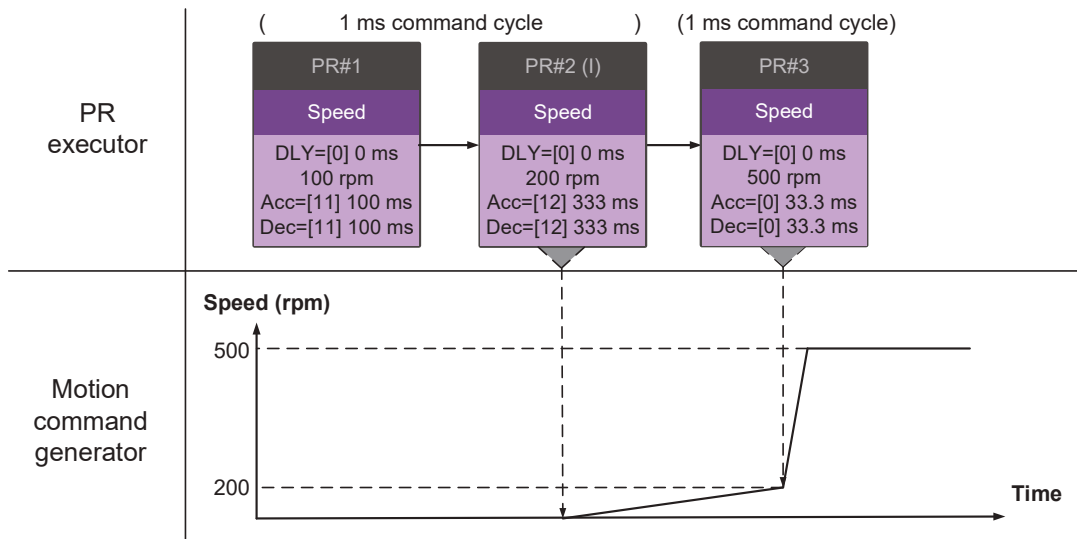 ( 1 ms command cycle ) (1 ms command cycle)
PR#1
PR#2 (I)
PR#3
Speed
Speed
Speed
PR
executor
DLY=[0] 0 ms
100 rpm
Acc=[11] 100 ms
Dec=[11] 100 ms
DLY=[0] 0 ms
200 rpm
Acc=[12] 333 ms
Dec=[12] 333 ms
DLY=[0] 0 ms
500 rpm
Acc=[0] 33.3 ms
Dec=[0] 33.3 ms
Speed (rpm)
500
Motion
command
generator
200
Time